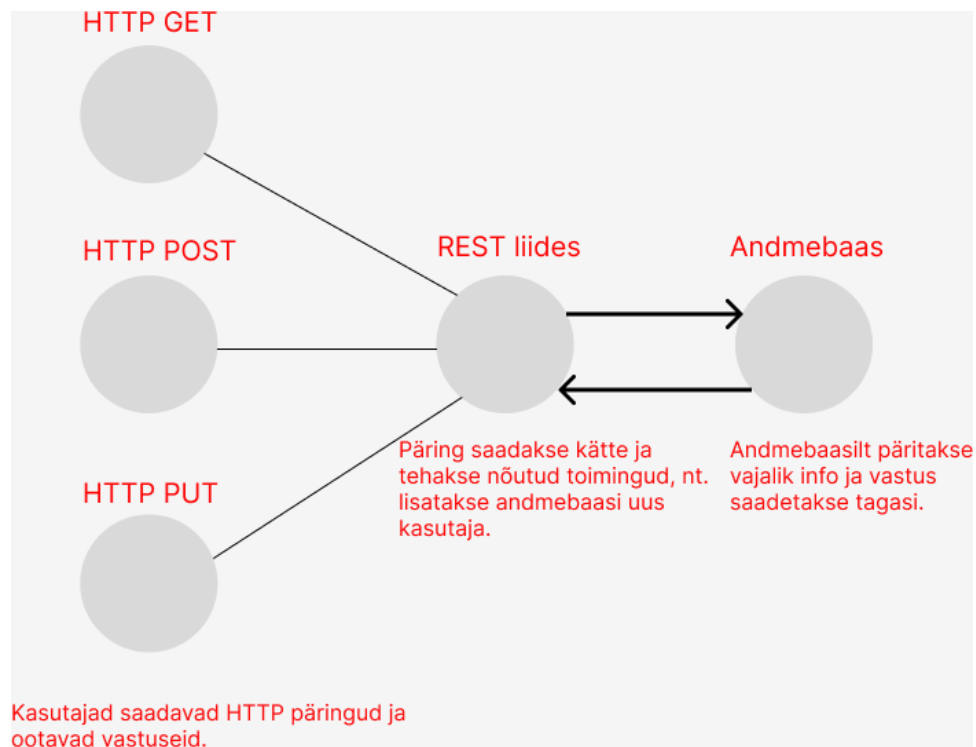 HTTP GET
HTTP POST
REST liides
Andmebaas
Päring saadakse kätte ja
tehakse nõutud toimingud, nt.
lisatakse andmebaasi uus
kasutaja.
Andmebaasilt päritakse
vajalik info ja vastus
saadetakse tagasi.
HTTP PUT
Kasutajad saadavad HTTP päringud ja
ootavad vastuseid.